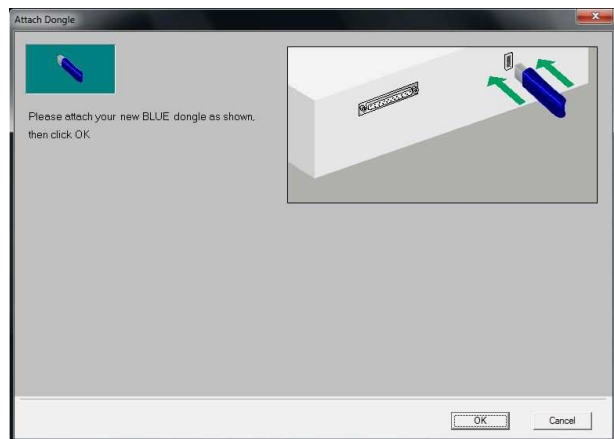 Attach Dongle
Please attach your new BLUE dongle as shown,
then click OK
OK
Cancel